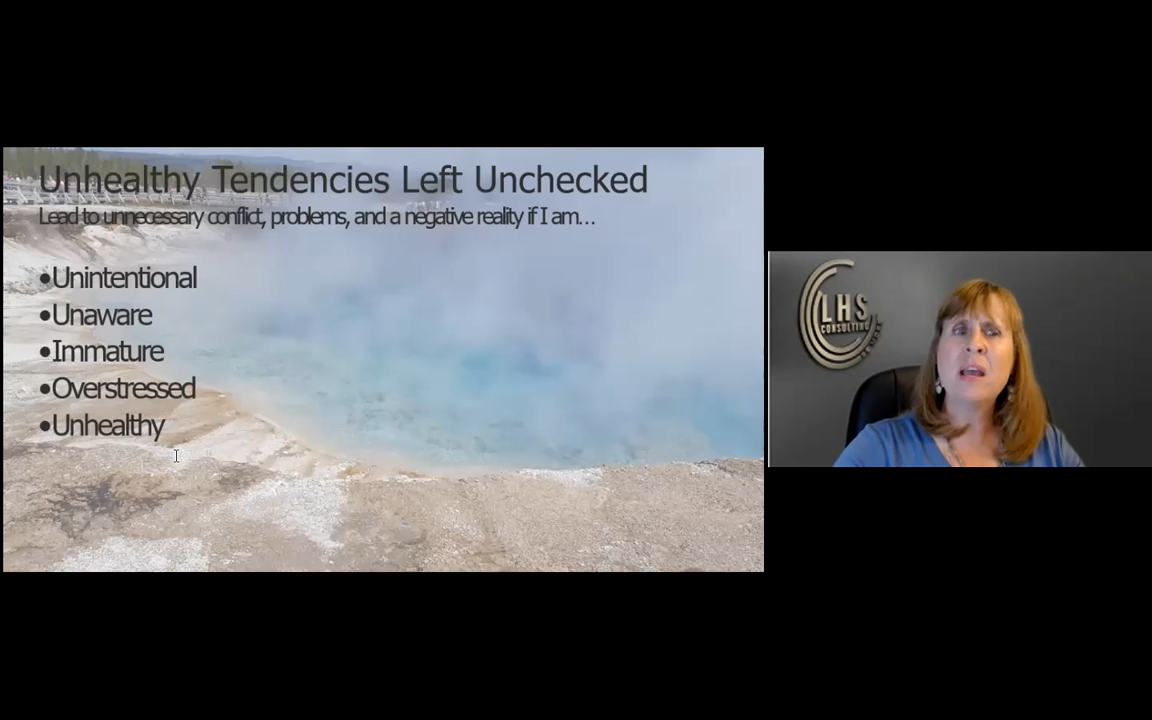 Unhealthy Tendencies Left Unchecked
Lead to unnecessary conflict, problems, and a negative reality if I am...
•Unintentional
•Unaware
•Immature
•Overstressed
•Unhealthy
LHS
CONSULTING